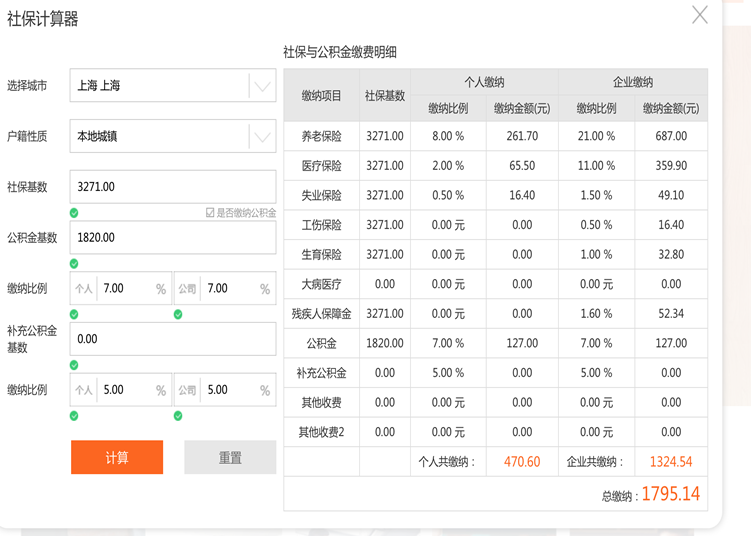 社保计算器
选择城市 上海 上海
户籍性质 本地城镇
社保基数 3271.00
是否缴纳公积金
公积金基数 1820.00
缴纳比例 个人 7.00 % 公司 7.00 %
补充公积金
基数 0.00
缴纳比例 个人 5.00 % 公司 5.00 %
计算 重置
社保与公积金缴费明细
缴纳项目 社保基数 个人缴纳 企业缴纳
缴纳比例 缴纳金额(元) 缴纳比例 缴纳金额(元)
养老保险 3271.00 8.00 % 261.70 21.00 % 687.00
医疗保险 3271.00 2.00 % 65.50 11.00 % 359.90
失业保险 3271.00 0.50 % 16.40 1.50 % 49.10
工伤保险 3271.00 0.00 元 0.00 0.50 % 16.40
生育保险 3271.00 0.00 元 0.00 1.00 % 32.80
大病医疗 0.00 0.00 元 0.00 0.00 元 0.00
残疾人保障金 3271.00 0.00 元 0.00 1.60 % 52.34
公积金 1820.00 7.00 % 127.00 7.00 % 127.00
补充公积金 0.00 5.00 % 0.00 5.00 % 0.00
其他收费 0.00 0.00 元 0.00 0.00 元 0.00
其他收费2 0.00 0.00 元 0.00 0.00 元 0.00
个人共缴纳： 470.60 企业共缴纳： 1324.54
总缴纳：1795.14